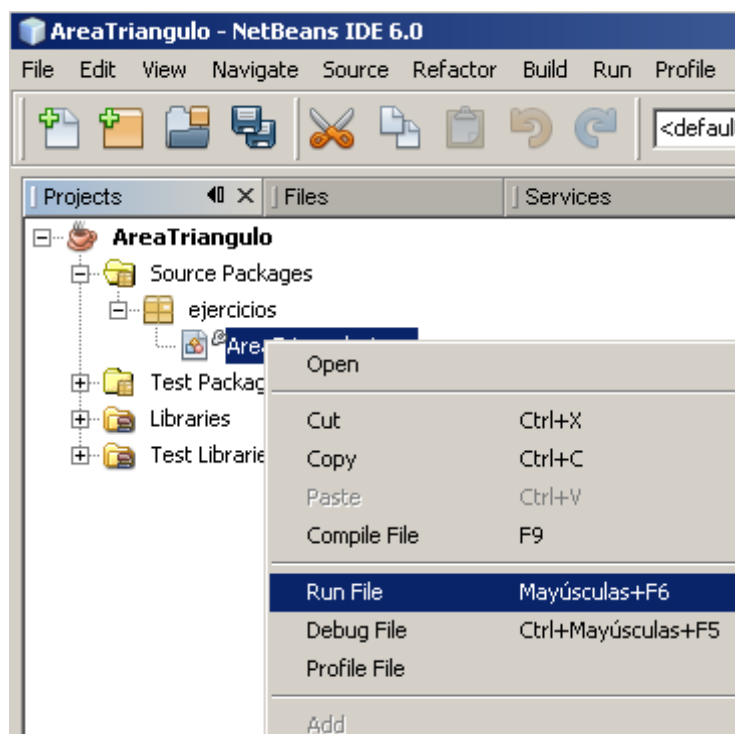 AreaTriangulo - NetBeans IDE 6.0
File Edit View Navigate Source Refactor Build Run Profile
Projects Files Services
AreaTriangulo
Source Packages
ejercicios
Test
Libraries
Test
Open
Cut Ctrl+X
Copy Ctrl+C
Paste Ctrl+V
Compile File F9
Run File Mayúsculas+F6
Debug File Ctrl+Mayúsculas+F5
Profile File
Add